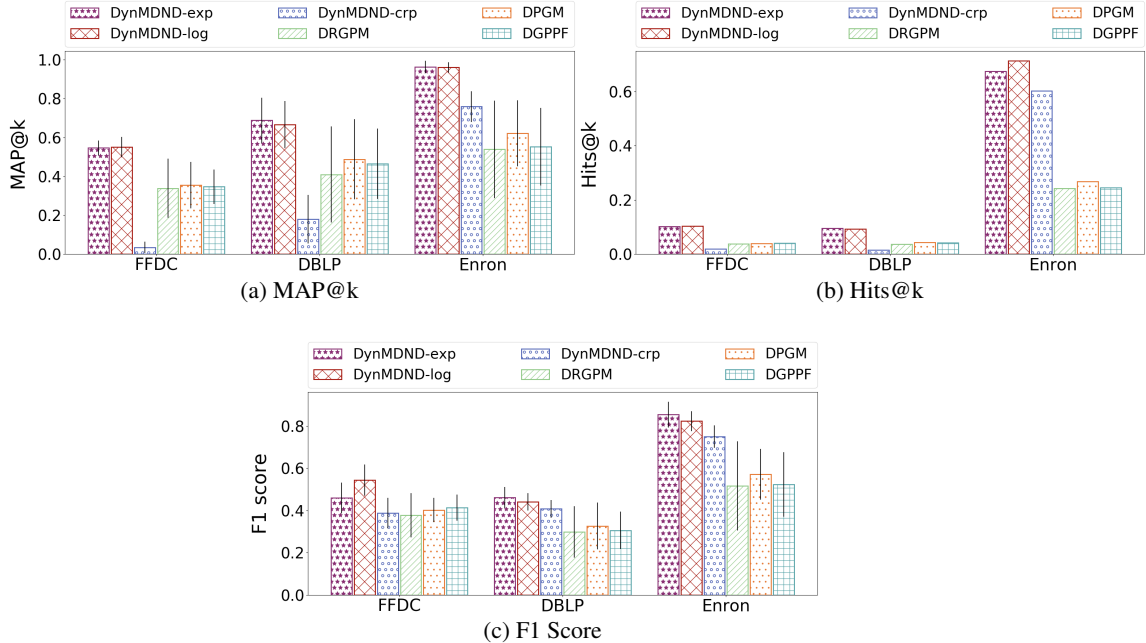 DynMDND-exp DynMDND-crp DPGM
DynMDND-log DRGPM DGPPF
MAP@k
1.0
0.8
0.6
0.4
0.2
0.0
FFDC DBLP Enron
(a) MAP@k
DynMDND-exp DynMDND-crp DPGM
DynMDND-log DRGPM DGPPF
Hits@k
0.6
0.4
0.2
0.0
FFDC DBLP Enron
(b) Hits@k
DynMDND-exp DynMDND-crp DPGM
DynMDND-log DRGPM DGPPF
F1 score
0.8
0.6
0.4
0.2
0.0
FFDC DBLP Enron
(c) F1 Score